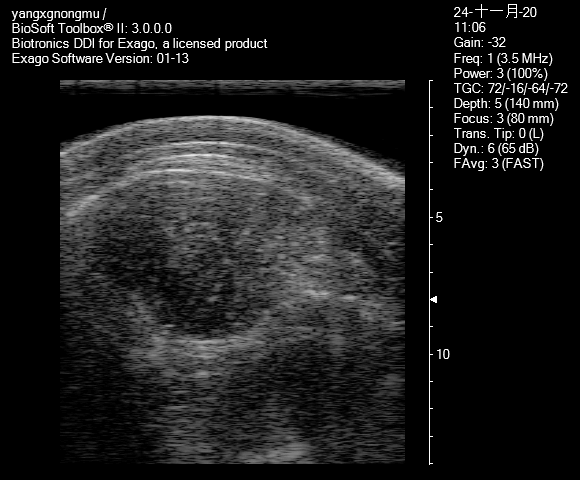 yangxgnongmu /
BioSoft Toolbox® II: 3.0.0.0
Biotronics DDI for Exago, a licensed product
Exago Software Version: 01-13
24-十一月-20
11:06
Gain: -32
Freq: 1 (3.5 MHz)
Power: 3 (100%)
TGC: 72/-16/-64/-72
Depth: 5 (140 mm)
Focus: 3 (80 mm)
Trans. Tip: 0 (L)
Dyn.: 6 (65 dB)
FAvg: 3 (FAST)
5
10